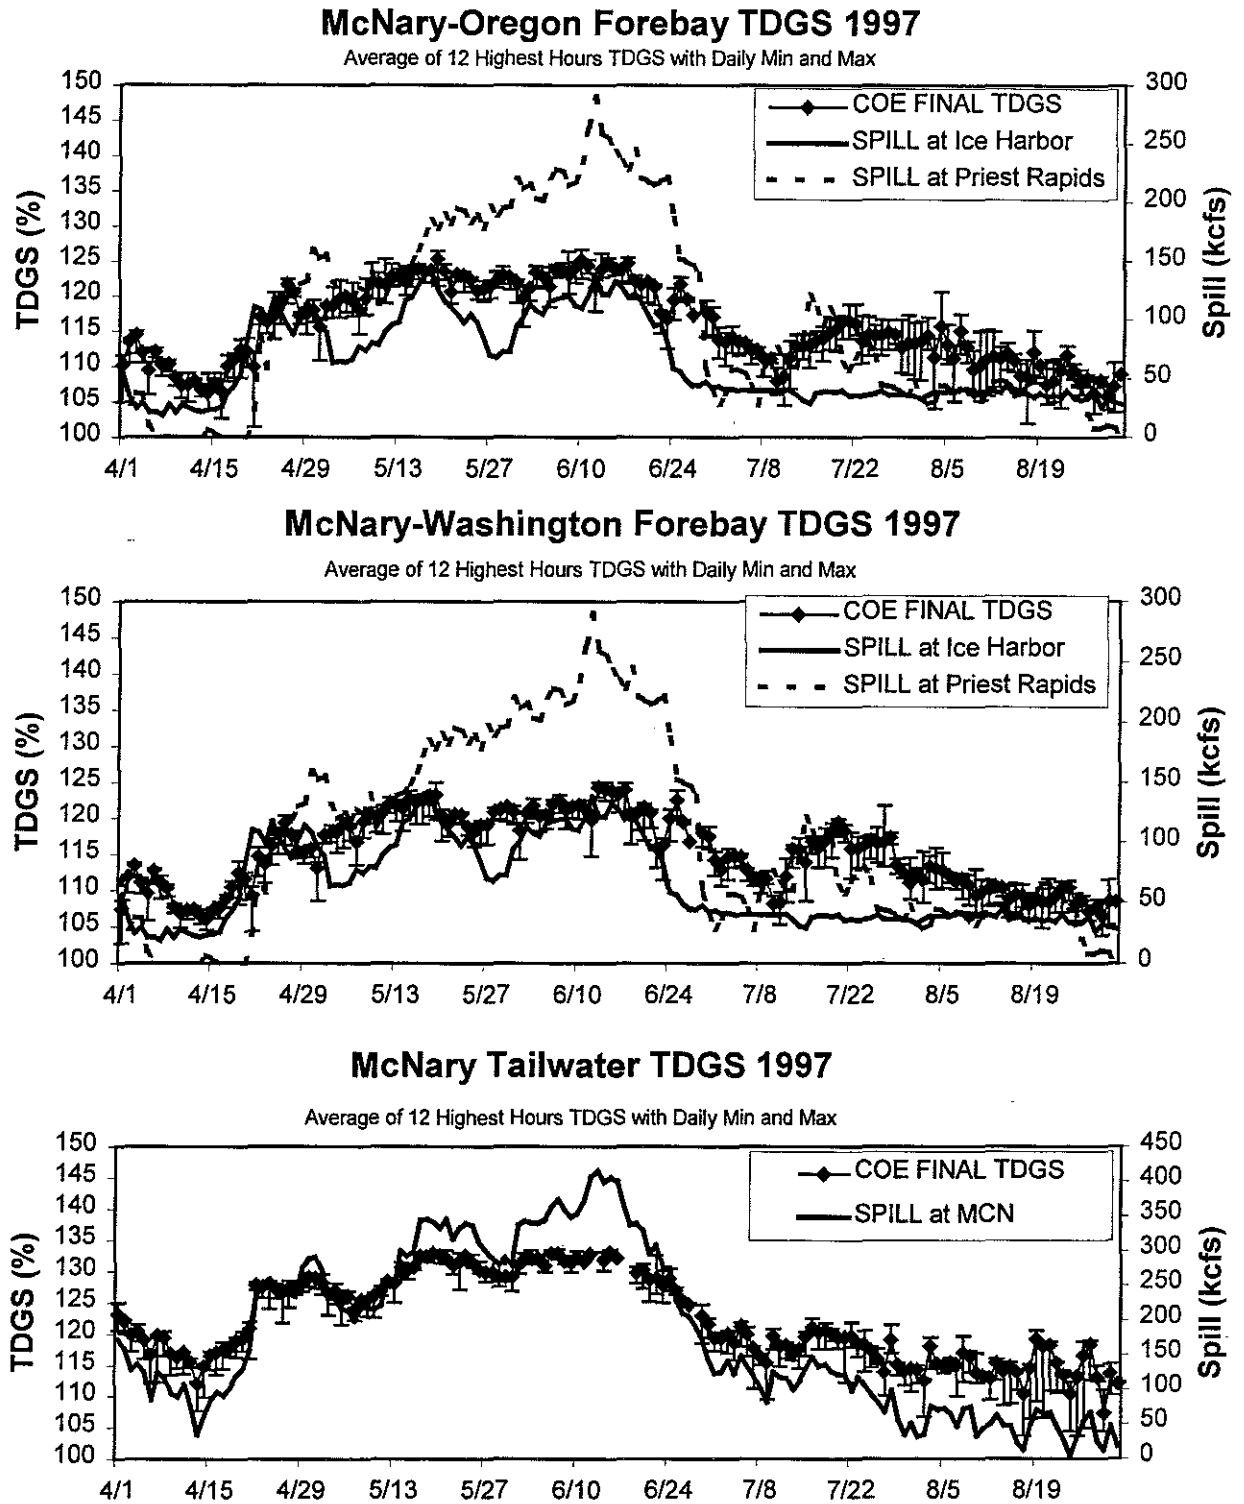 McNary-Oregon Forebay TDGS 1997
Average of 12 Highest Hours TDGS with Daily Min and Max
TDGS (%)
150
145
140
135
130
125
120
115
110
105
100
COE FINAL TDGS
SPILL at Ice Harbor
SPILL at Priest Rapids
300
250
200
150
100
50
0
Spill (kcfs)
4/1 4/15 4/29 5/13 5/27 6/10 6/24 7/8 7/22 8/5 8/19
McNary-Washington Forebay TDGS 1997
Average of 12 Highest Hours TDGS with Daily Min and Max
TDGS (%)
150
145
140
135
130
125
120
115
110
105
100
COE FINAL TDGS
SPILL at Ice Harbor
SPILL at Priest Rapids
300
250
200
150
100
50
0
Spill (kcfs)
4/1 4/15 4/29 5/13 5/27 6/10 6/24 7/8 7/22 8/5 8/19
McNary Tailwater TDGS 1997
Average of 12 Highest Hours TDGS with Daily Min and Max
TDGS (%)
150
145
140
135
130
125
120
115
110
105
100
COE FINAL TDGS
SPILL at MCN
450
400
350
300
250
200
150
100
50
0
Spill (kcfs)
4/1 4/15 4/29 5/13 5/27 6/10 6/24 7/8 7/22 8/5 8/19